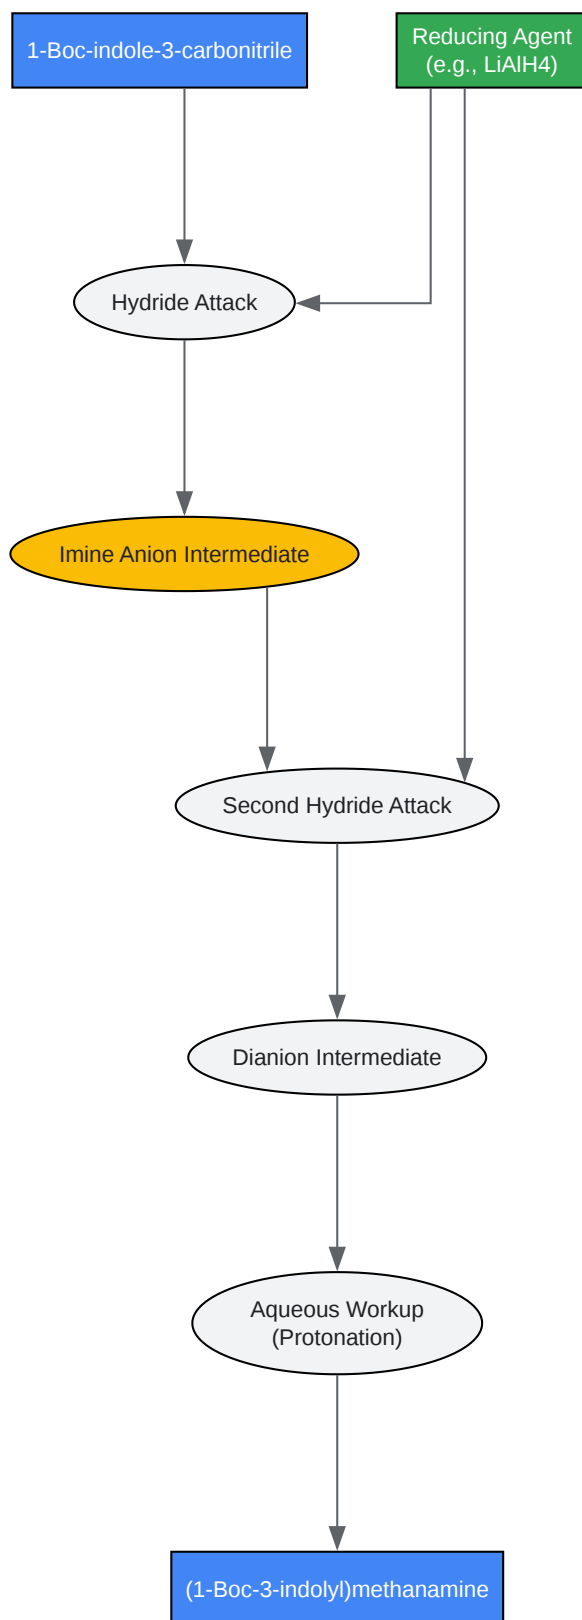 1-Boc-indole-3-carbonitrile
Reducing Agent
(e.g., LiAlH4)
Hydride Attack
Imine Anion Intermediate
Second Hydride Attack
Dianion Intermediate
Aqueous Workup
(Protonation)
(1-Boc-3-indolyl)methanamine